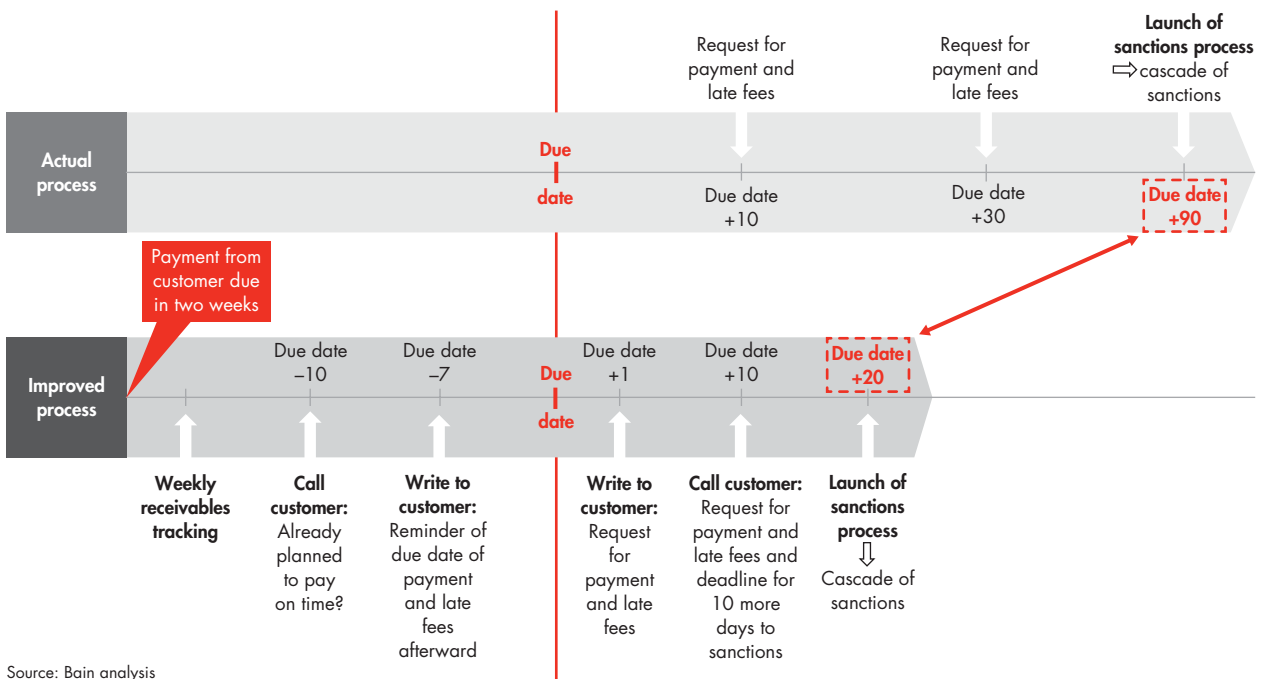 Request for
payment and
late fees
Request for
payment and
late fees
Launch of
sanctions process
⇨cascade of
sanctions
Actual
process
Due
date
Due date
+10
Due date
+30
Due date
+90
Payment from
customer due
in two weeks
Improved
process
Due date
–10
Due date
–7
Due
date
Due date
+1
Due date
+10
Due date
+20
Weekly
receivables
tracking
Call
customer:
Already
planned
to pay
on time?
Write to
customer:
Reminder of
due date of
payment
and late
fees
afterward
Write to
customer:
Request
for
payment
and late
fees
Call customer:
Request for
payment and
late fees and
deadline for
10 more
days to
sanctions
Launch of
sanctions
process
⇩
Cascade of
sanctions
Source: Bain analysis